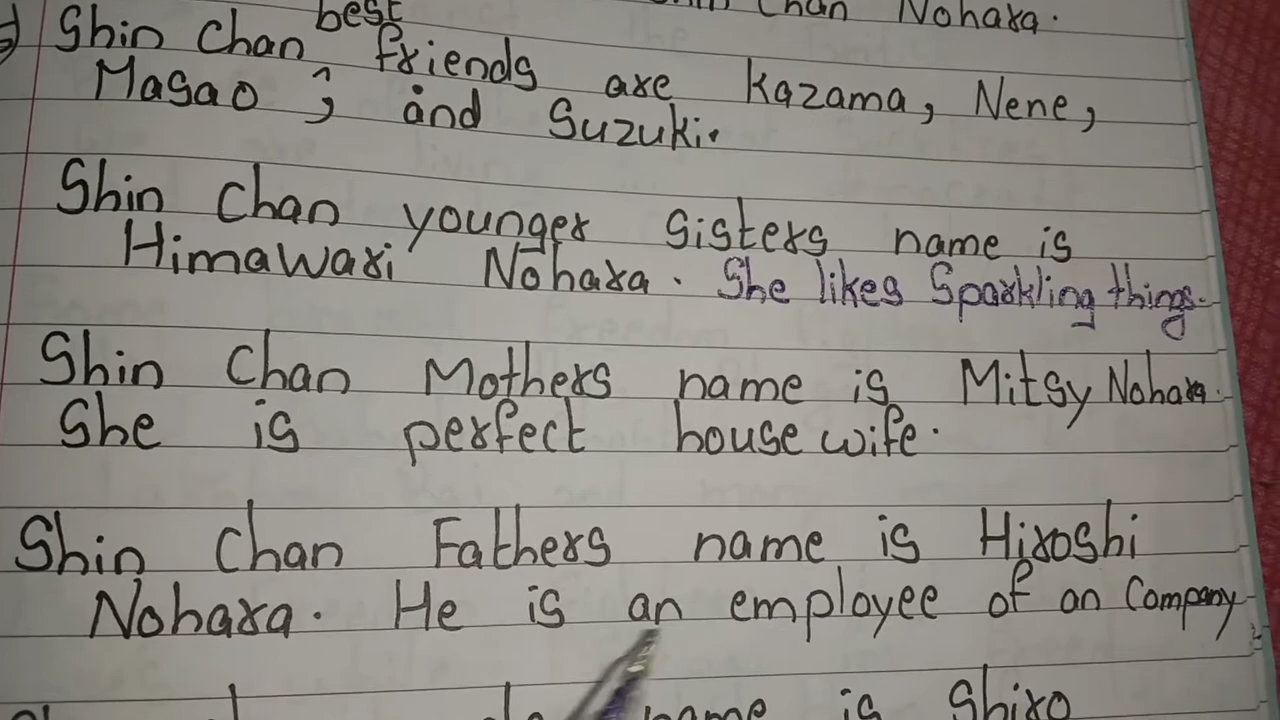 Chan Nohara.
Shin Chan best friends are Kazama, Nene,
Masao, and Suzuki.
Shin Chan younger Sisters name is
Himawari Nohara. She likes Sparkling things.
Shin Chan Mothers name is Mitsy Nohara.
She is perfect house wife.
Shin Chan Fathers name is Hiroshi
Nohara. He is an employee of an Company
name is Shiro